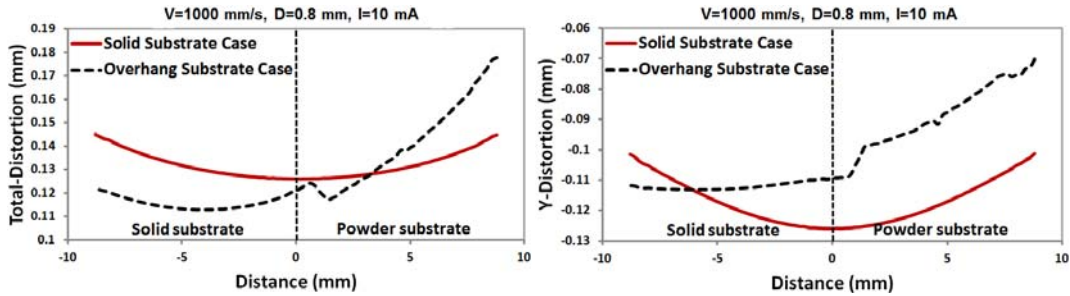 V=1000 mm/s, D=0.8 mm, I=10 mA
Total-Distortion (mm)
0.19
0.18
0.17
0.16
0.15
0.14
0.13
0.12
0.11
0.1
Solid Substrate Case
Overhang Substrate Case
Solid substrate
Powder substrate
-10
-5
0
5
10
Distance (mm)
V=1000 mm/s, D=0.8 mm, I=10 mA
Y-Distortion (mm)
-0.06
-0.07
-0.08
-0.09
-0.1
-0.11
-0.12
-0.13
Solid Substrate Case
Overhang Substrate Case
Solid substrate
Powder substrate
-10
-5
0
5
10
Distance (mm)